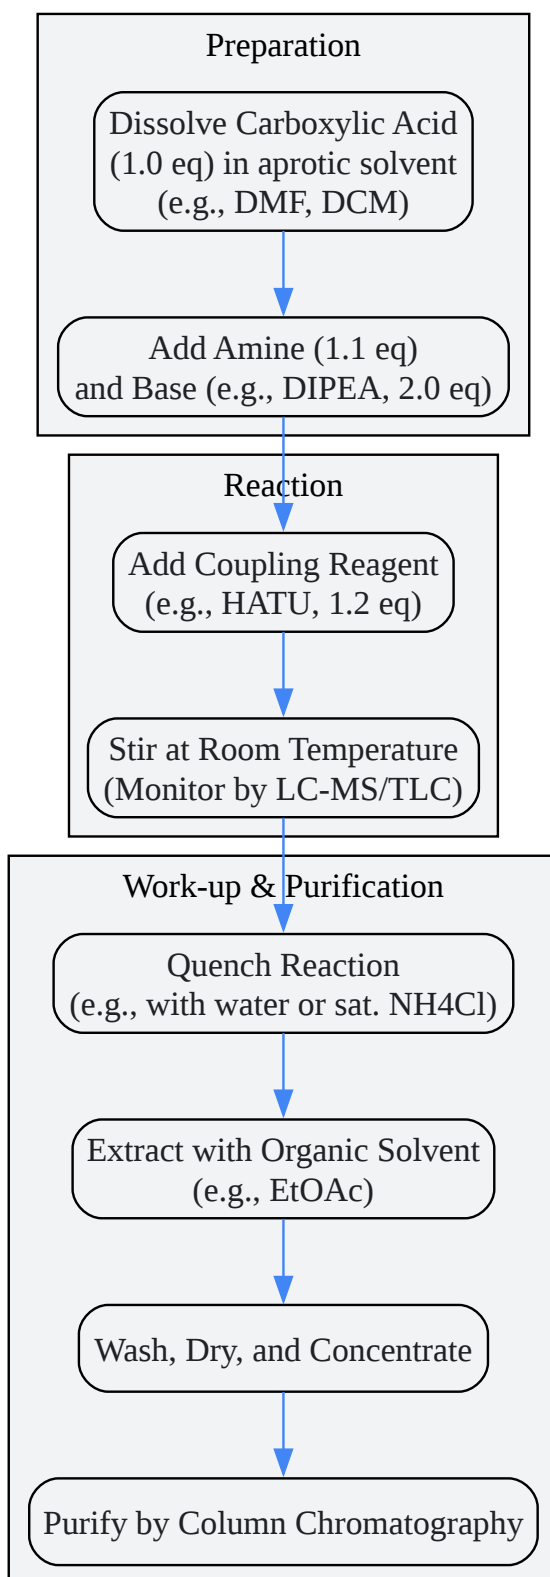 Preparation
Dissolve Carboxylic Acid
(1.0 eq) in aprotic solvent
(e.g., DMF, DCM)
Add Amine (1.1 eq)
and Base (e.g., DIPEA, 2.0 eq)
Reaction
Add Coupling Reagent
(e.g., HATU, 1.2 eq)
Stir at Room Temperature
(Monitor by LC-MS/TLC)
Work-up & Purification
Quench Reaction
(e.g., with water or sat. NH4Cl)
Extract with Organic Solvent
(e.g., EtOAc)
Wash, Dry, and Concentrate
Purify by Column Chromatography